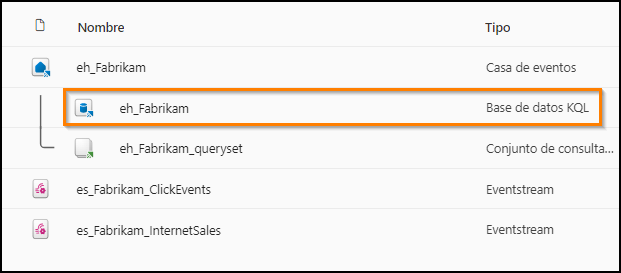 Nombre Tipo
eh_Fabrikam Casa de eventos
eh_Fabrikam Base de datos KQL
eh_Fabrikam_queryset Conjunto de consulta...
es_Fabrikam_ClickEvents Eventstream
es_Fabrikam_InternetSales Eventstream